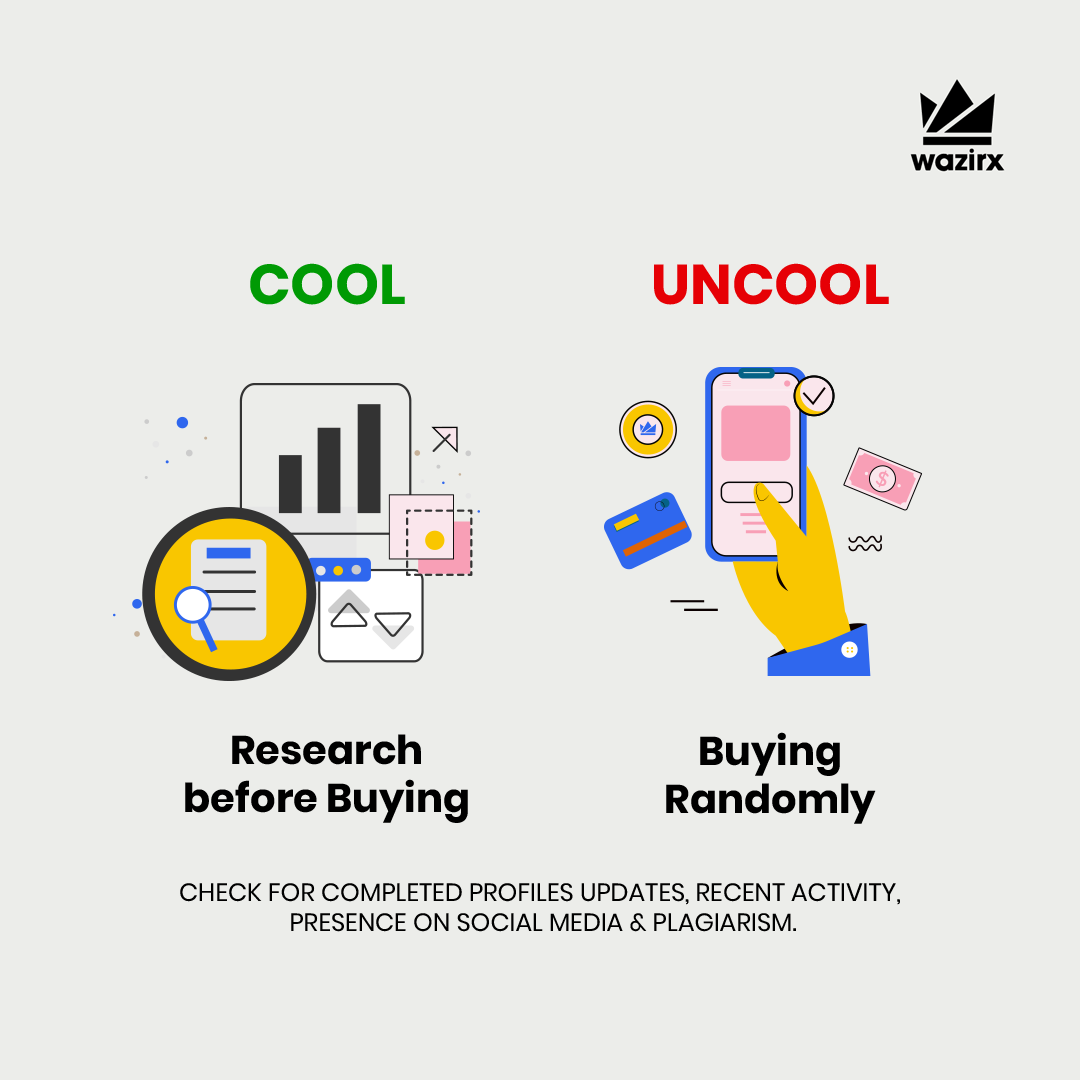 wazirx
COOL
UNCOOL
Research
before Buying
Buying
Randomly
CHECK FOR COMPLETED PROFILES UPDATES, RECENT ACTIVITY,
PRESENCE ON SOCIAL MEDIA & PLAGIARISM.